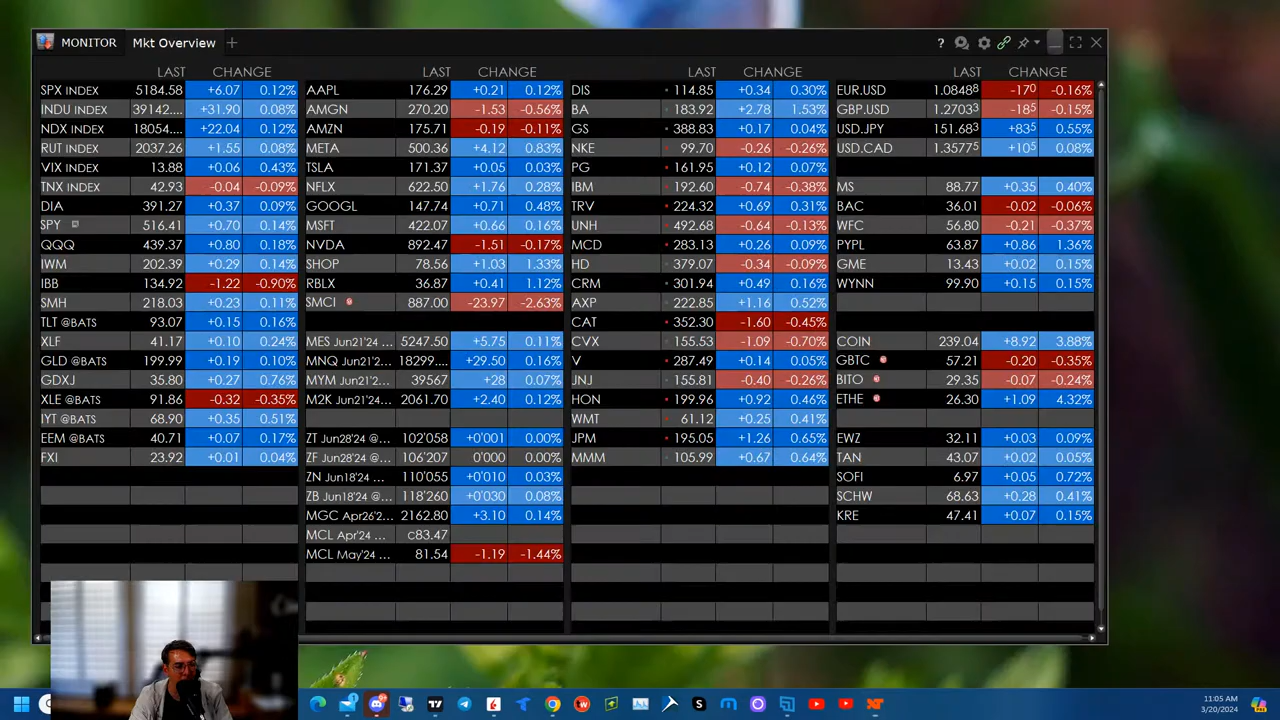 MONITOR Mkt Overview + ?
LAST CHANGE LAST CHANGE LAST CHANGE LAST CHANGE
SPX INDEX 5184.58 +6.07 0.12% AAPL 176.29 +0.21 0.12% DIS 114.85 +0.34 0.30% EUR.USD 1.0848⁸ -17⁰ -0.16%
INDU INDEX 39142.... +31.90 0.08% AMGN 270.20 -1.53 -0.56% BA 183.92 +2.78 1.53% GBP.USD 1.2703³ -18⁵ -0.15%
NDX INDEX 18054.... +22.04 0.12% AMZN 175.71 -0.19 -0.11% GS 388.83 +0.17 0.04% USD.JPY 151.68³ +83⁵ 0.55%
RUT INDEX 2037.26 +1.55 0.08% META 500.36 +4.12 0.83% NKE 99.70 -0.26 -0.26% USD.CAD 1.3577⁵ +10⁵ 0.08%
VIX INDEX 13.88 +0.06 0.43% TSLA 171.37 +0.05 0.03% PG 161.95 +0.12 0.07%
TNX INDEX 42.93 -0.04 -0.09% NFLX 622.50 +1.76 0.28% IBM 192.60 -0.74 -0.38% MS 88.77 +0.35 0.40%
DIA 391.27 +0.37 0.09% GOOGL 147.74 +0.71 0.48% TRV 224.32 +0.69 0.31% BAC 36.01 -0.02 -0.06%
SPY 516.41 +0.70 0.14% MSFT 422.07 +0.66 0.16% UNH 492.68 -0.64 -0.13% WFC 56.80 -0.21 -0.37%
QQQ 439.37 +0.80 0.18% NVDA 892.47 -1.51 -0.17% MCD 283.13 +0.26 0.09% PYPL 63.87 +0.86 1.36%
IWM 202.39 +0.29 0.14% SHOP 78.56 +1.03 1.33% HD 379.07 -0.34 -0.09% GME 13.43 +0.02 0.15%
IBB 134.92 -1.22 -0.90% RBLX 36.87 +0.41 1.12% CRM 301.94 +0.49 0.16% WYNN 99.90 +0.15 0.15%
SMH 218.03 +0.23 0.11% SMCI 887.00 -23.97 -2.63% AXP 222.85 +1.16 0.52%
TLT @BATS 93.07 +0.15 0.16% CAT 352.30 -1.60 -0.45%
XLF 41.17 +0.10 0.24% MES Jun21'24 ... 5247.50 +5.75 0.11% CVX 155.53 -1.09 -0.70% COIN 239.04 +8.92 3.88%
GLD @BATS 199.99 +0.19 0.10% MNQ Jun21'2... 18299.... +29.50 0.16% V 287.49 +0.14 0.05% GBTC 57.21 -0.20 -0.35%
GDXJ 35.80 +0.27 0.76% MYM Jun21'2... 39567 +28 0.07% JNJ 155.81 -0.40 -0.26% BITO 29.35 -0.07 -0.24%
XLE @BATS 91.86 -0.32 -0.35% M2K Jun21'24... 2061.70 +2.40 0.12% HON 199.96 +0.92 0.46% ETHE 26.30 +1.09 4.32%
IYT @BATS 68.90 +0.35 0.51% WMT 61.12 +0.25 0.41%
EEM @BATS 40.71 +0.07 0.17% ZT Jun28'24 @... 102'058 +0'001 0.00% JPM 195.05 +1.26 0.65% EWZ 32.11 +0.03 0.09%
FXI 23.92 +0.01 0.04% ZF Jun28'24 @... 106'207 0'000 0.00% MMM 105.99 +0.67 0.64% TAN 43.07 +0.02 0.05%
ZN Jun18'24 ... 110'055 +0'010 0.03% SOFI 6.97 +0.05 0.72%
ZB Jun18'24 @... 118'260 +0'030 0.08% SCHW 68.63 +0.28 0.41%
MGC Apr26'2... 2162.80 +3.10 0.14% KRE 47.41 +0.07 0.15%
MCL Apr'24 ... c83.47
MCL May'24 ... 81.54 -1.19 -1.44%
11:05 AM
3/20/2024